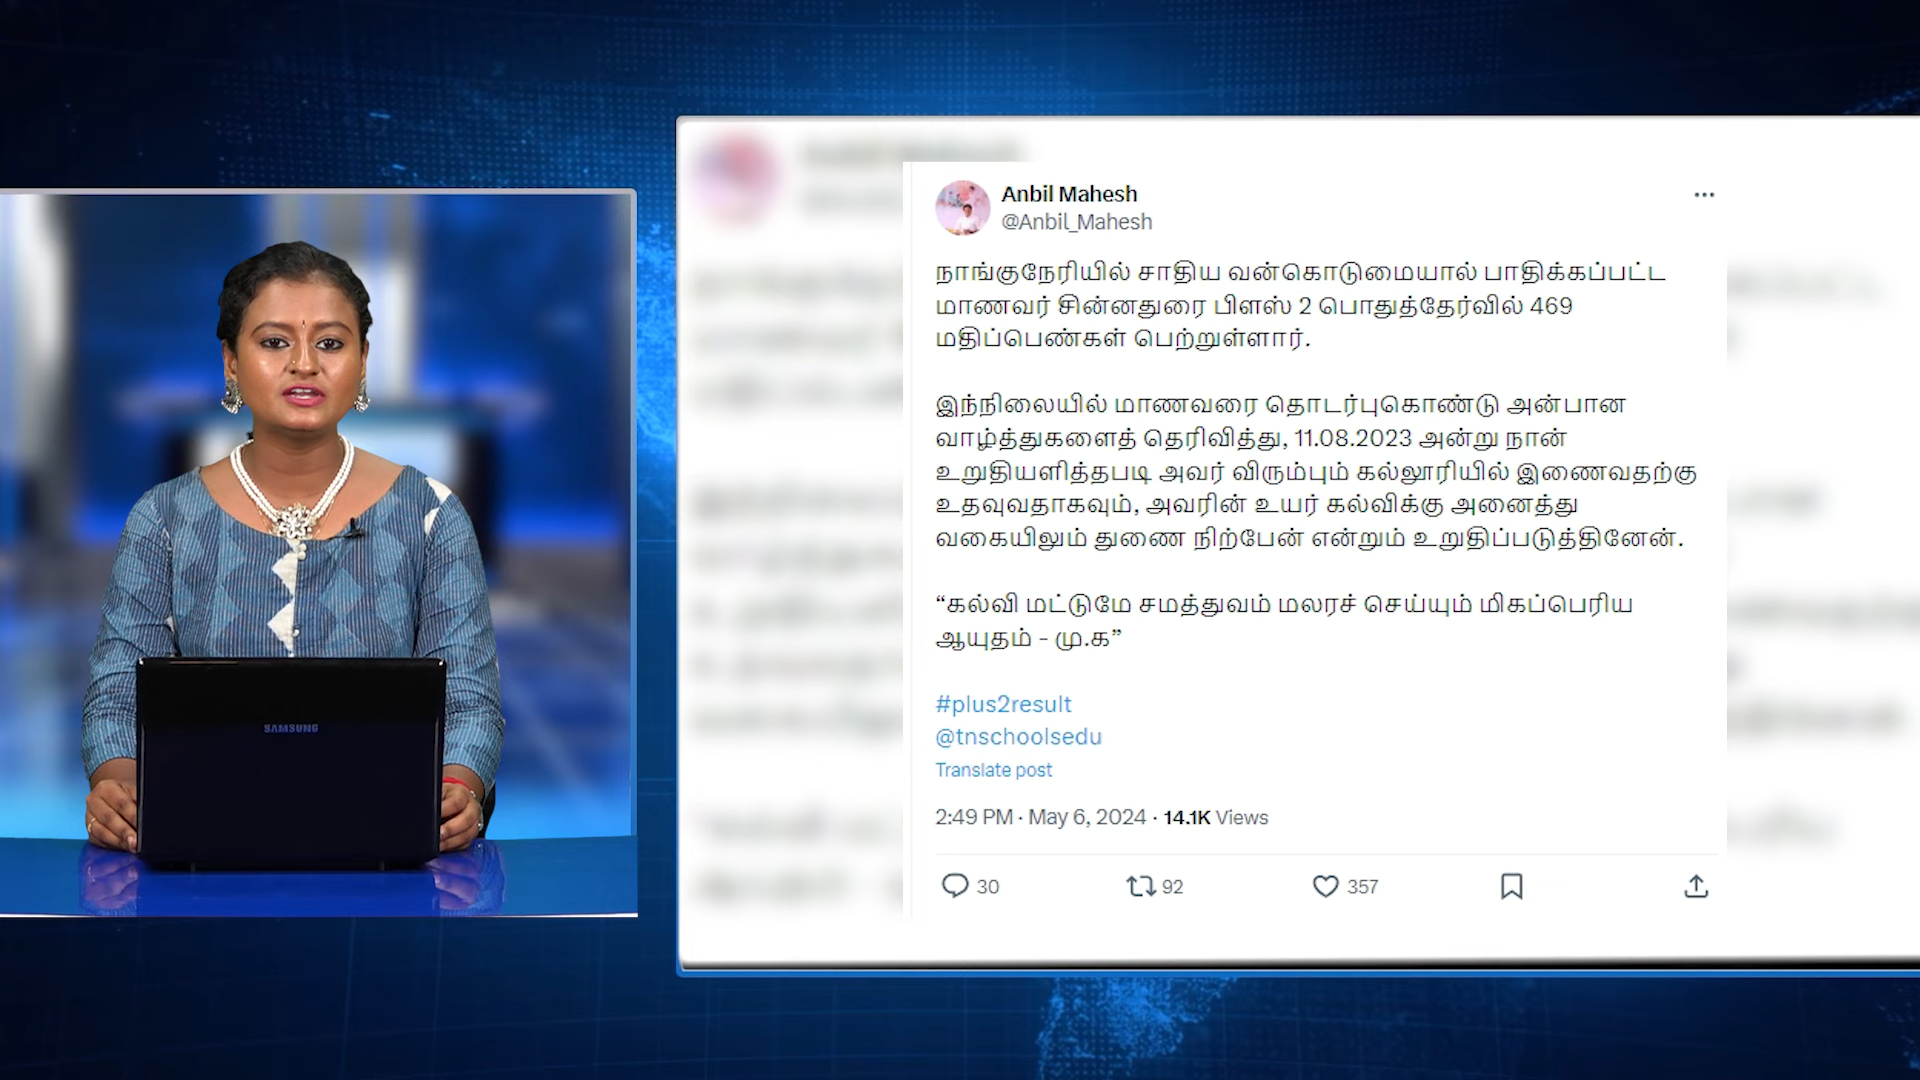 Anbil Mahesh
@Anbil_Mahesh
நாங்குநேரியில் சாதிய வன்கொடுமையால் பாதிக்கப்பட்ட
மாணவர் சின்னதுரை பிளஸ் 2 பொதுத்தேர்வில் 469
மதிப்பெண்கள் பெற்றுள்ளார்.
இந்நிலையில் மாணவரை தொடர்புகொண்டு அன்பான
வாழ்த்துகளைத் தெரிவித்து, 11.08.2023 அன்று நான்
உறுதியளித்தபடி அவர் விரும்பும் கல்லூரியில் இணைவதற்கு
உதவுவதாகவும், அவரின் உயர் கல்விக்கு அனைத்து
வகையிலும் துணை நிற்பேன் என்றும் உறுதிப்படுத்தினேன்.
“கல்வி மட்டுமே சமத்துவம் மலரச் செய்யும் மிகப்பெரிய
ஆயுதம் - மு.க”
#plus2result
@tnschoolsedu
Translate post
2:49 PM · May 6, 2024 · 14.1K Views
30 92 357
SAMSUNG